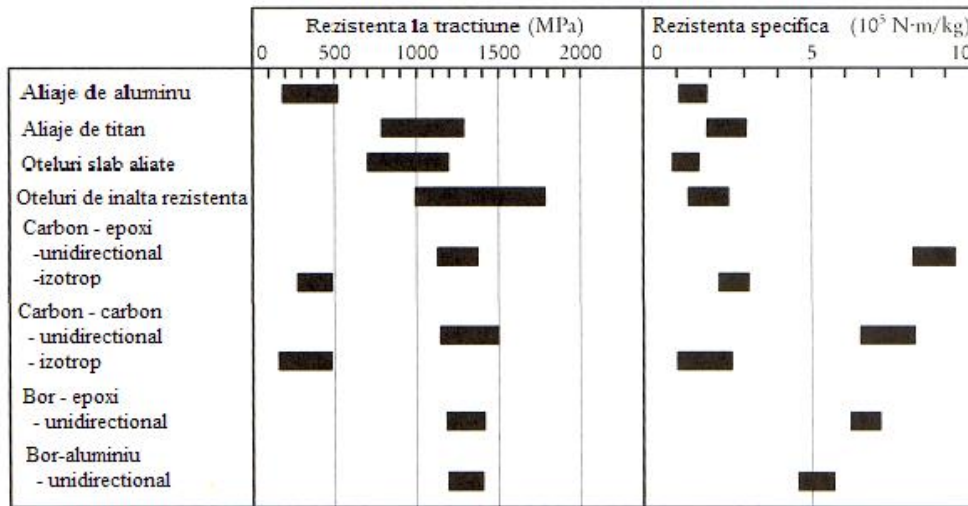 Rezistenta la tractiune (MPa)
0 500 1000 1500 2000
Rezistenta specifica (10⁵ N·m/kg)
0 5 10
Aliaje de aluminu
Aliaje de titan
Oteluri slab aliate
Oteluri de inalta rezistenta
Carbon - epoxi
-unidirectional
-izotrop
Carbon - carbon
- unidirectional
- izotrop
Bor - epoxi
- unidirectional
Bor-aluminiu
- unidirectional